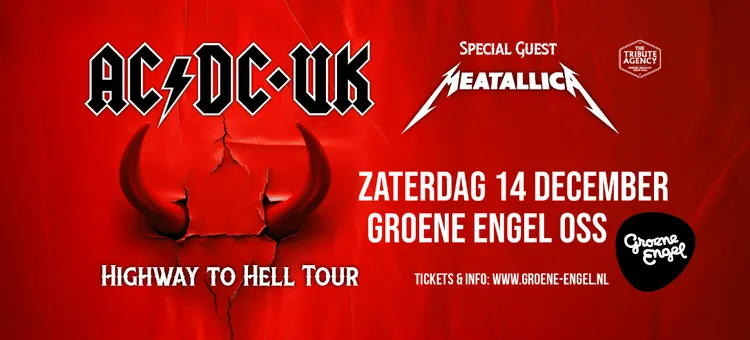 AC⚡DC·UK
HIGHWAY TO HELL TOUR
SPECIAL GUEST
MEATALLICA
THE
TRIBUTE
AGENCY
ZATERDAG 14 DECEMBER
GROENE ENGEL OSS
Groene
Engel
TICKETS & INFO: WWW.GROENE-ENGEL.NL